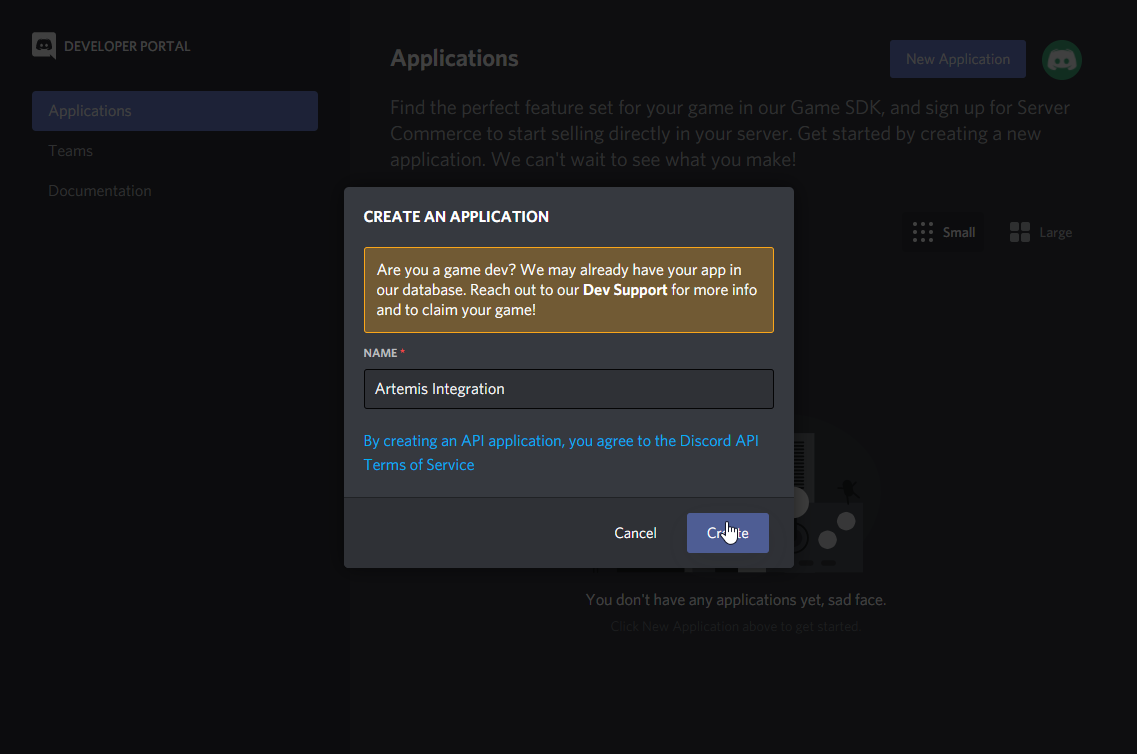 DEVELOPER PORTAL
Applications
Teams
Documentation
Applications
New Application
Find the perfect feature set for your game in our Game SDK, and sign up for Server
Commerce to start selling directly in your server. Get started by creating a new
application. We can't wait to see what you make!
Small
Large
CREATE AN APPLICATION
Are you a game dev? We may already have your app in
our database. Reach out to our Dev Support for more info
and to claim your game!
NAME *
Artemis Integration
By creating an API application, you agree to the Discord API
Terms of Service
Cancel
Create
You don't have any applications yet, sad face.
Click New Application above to get started.